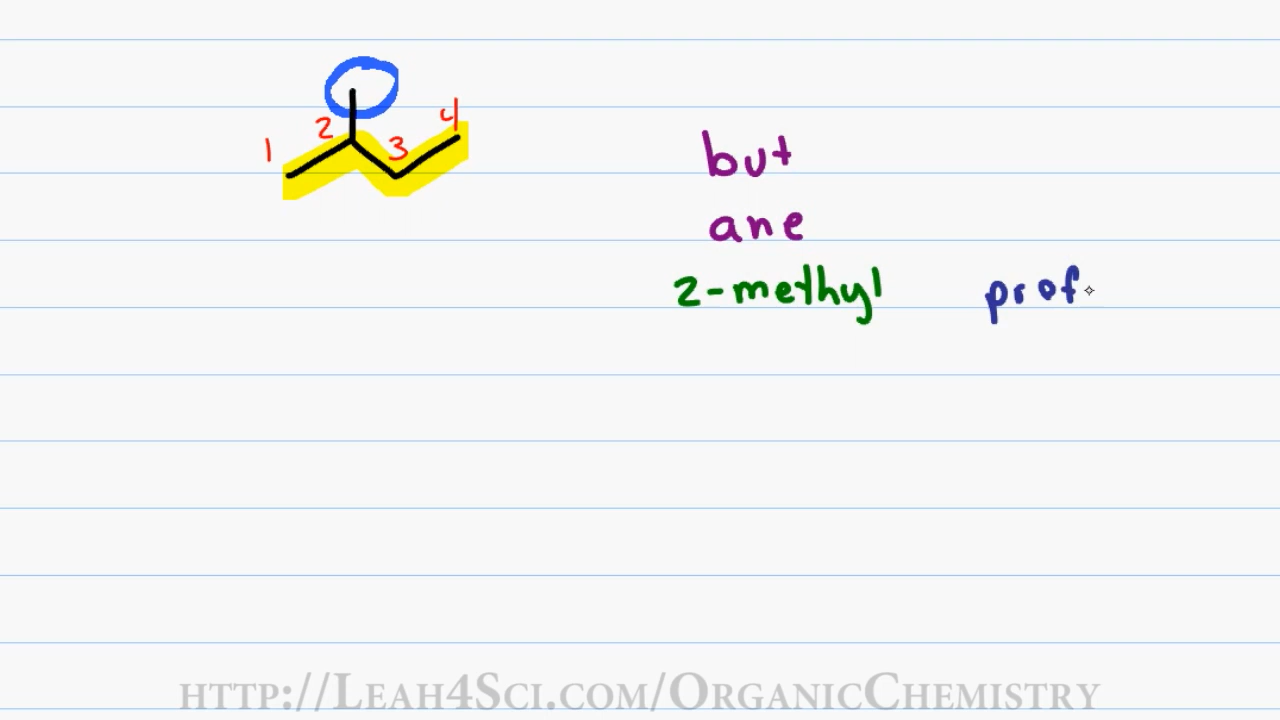 1 2 3 4
but
ane
2-methyl prof
HTTP://LEAH4SCI.COM/ORGANICCHEMISTRY